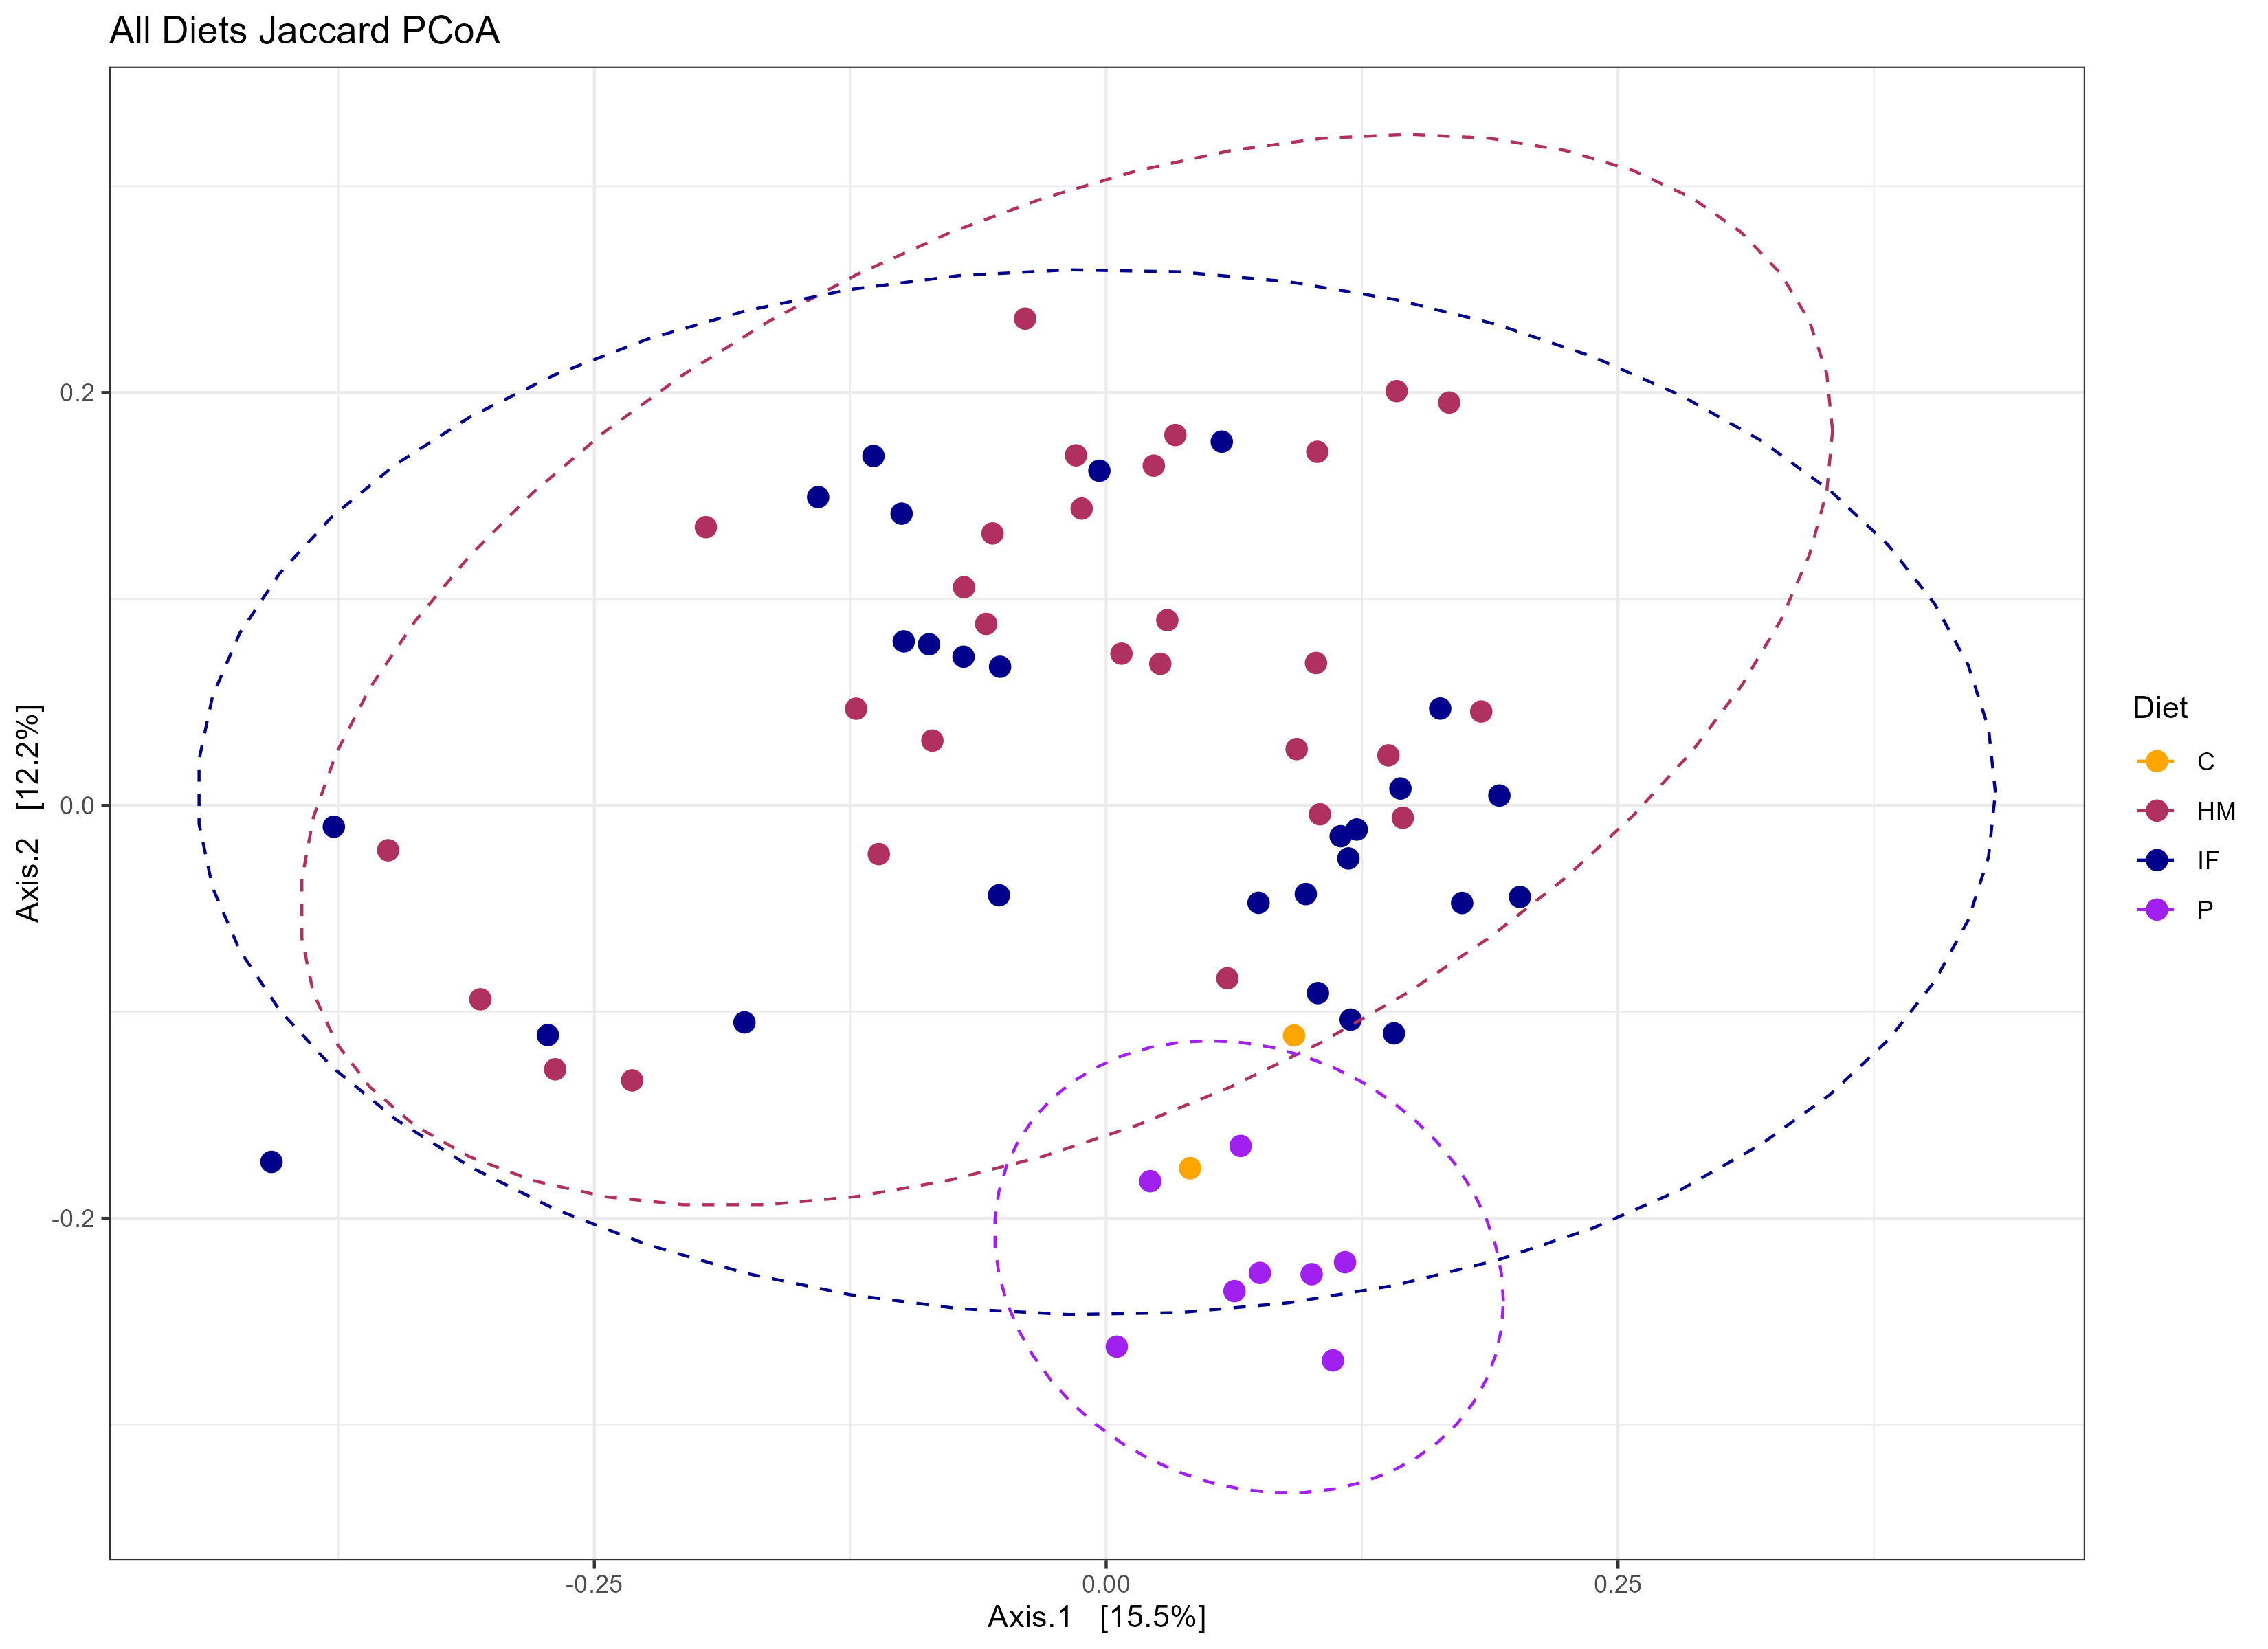 All Diets Jaccard PCoA
Axis.2 [12.2%]
0.2
0.0
-0.2
-0.25
0.00
0.25
Axis.1 [15.5%]
Diet
C
HM
IF
P